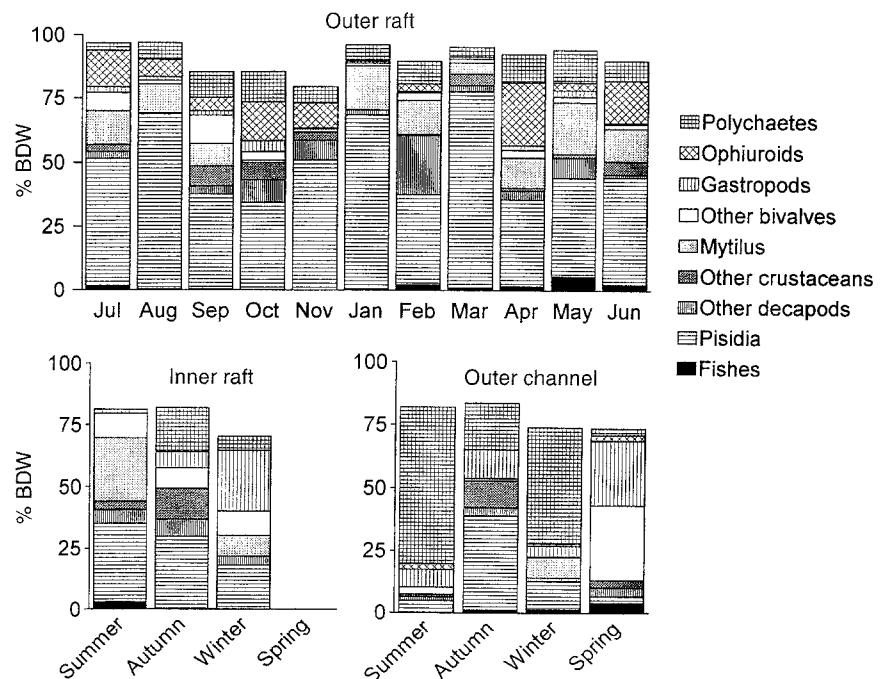 Outer raft
100
75
50
25
0
% BDW
Jul Aug Sep Oct Nov Jan Feb Mar Apr May Jun
Polychaetes
Ophiuroids
Gastropods
Other bivalves
Mytilus
Other crustaceans
Other decapods
Pisidia
Fishes
Inner raft
100
75
50
25
0
% BDW
Summer Autumn Winter Spring
Outer channel
100
75
50
25
0
Summer Autumn Winter Spring